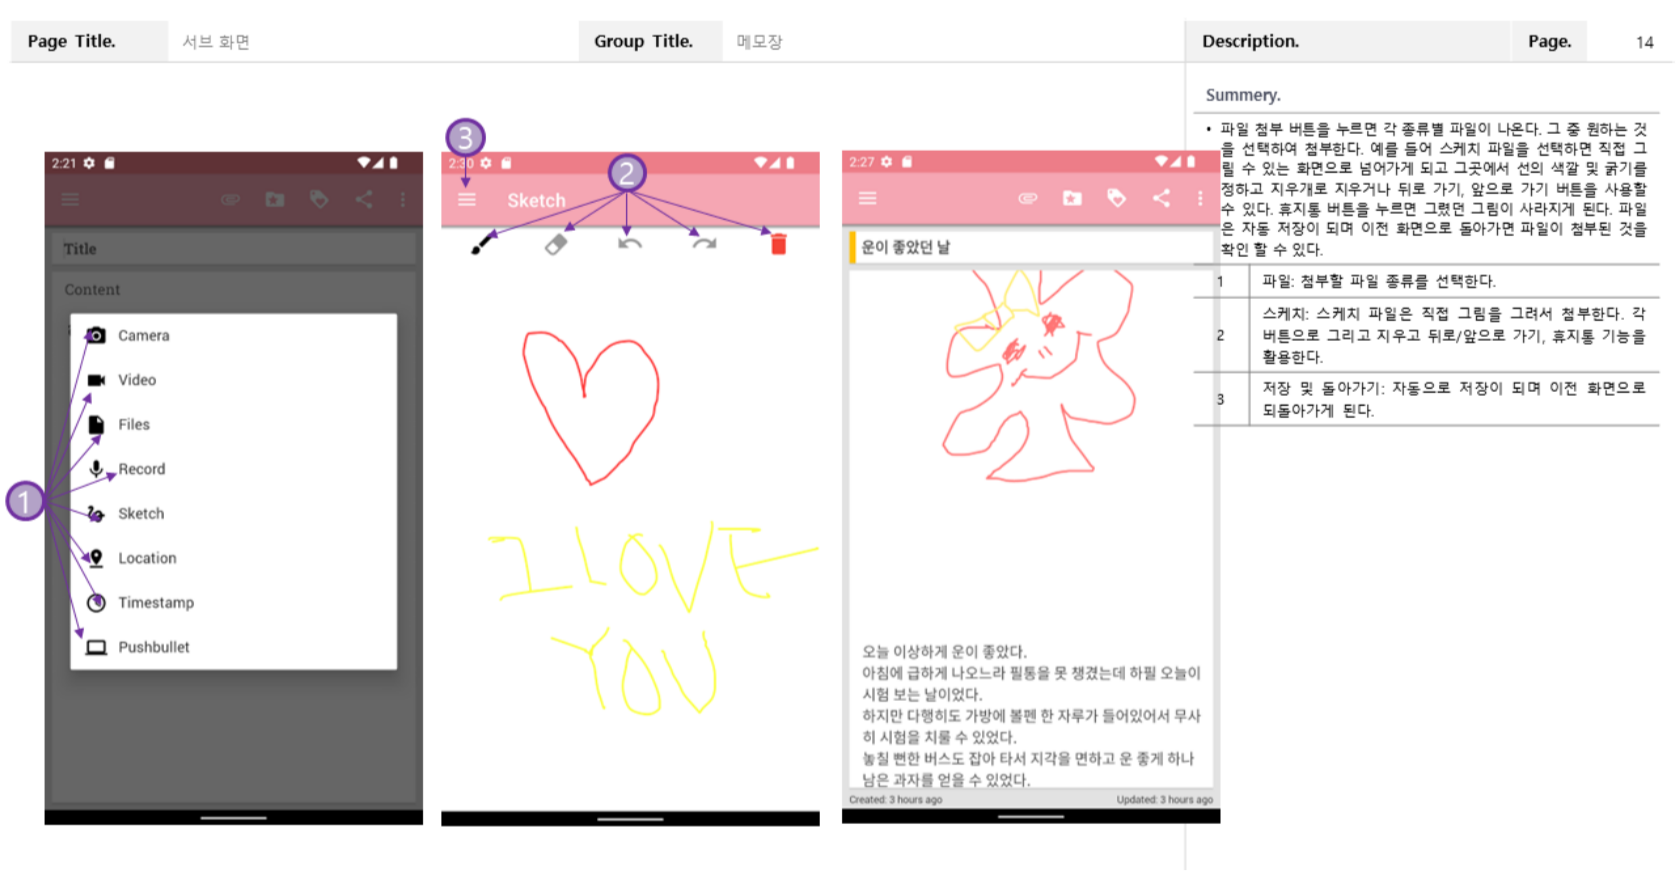 Page Title.
서브 화면
Group Title.
메모장
Description.
Page.
14
Summery.
• 파일 첨부 버튼을 누르면 각 종류별 파일이 나온다. 그 중 원하는 것
을 선택하여 첨부한다. 예를 들어 스케치 파일을 선택하면 직접 그
릴 수 있는 화면으로 넘어가게 되고 그곳에서 선의 색깔 및 굵기를
정하고 지우개로 지우거나 뒤로 가기, 앞으로 가기 버튼을 사용할
수 있다. 휴지통 버튼을 누르면 그렸던 그림이 사라지게 된다. 파일
은 자동 저장이 되며 이전 화면으로 돌아가면 파일이 첨부된 것을
확인 할 수 있다.
1
파일: 첨부할 파일 종류를 선택한다.
2
스케치: 스케치 파일은 직접 그림을 그려서 첨부한다. 각
버튼으로 그리고 지우고 뒤로/앞으로 가기, 휴지통 기능을
활용한다.
3
저장 및 돌아가기: 자동으로 저장이 되며 이전 화면으로
되돌아가게 된다.
2:21
Title
Content
Camera
Video
Files
Record
Sketch
Location
Timestamp
Pushbullet
1
3
2:30
2
Sketch
I LOVE
YOU
2:27
운이 좋았던 날
오늘 이상하게 운이 좋았다.
아침에 급하게 나오느라 필통을 못 챙겼는데 하필 오늘이
시험 보는 날이었다.
하지만 다행히도 가방에 볼펜 한 자루가 들어있어서 무사
히 시험을 치룰 수 있었다.
놓칠 뻔한 버스도 잡아 타서 지각을 면하고 운 좋게 하나
남은 과자를 얻을 수 있었다.
Created: 3 hours ago
Updated: 3 hours ago